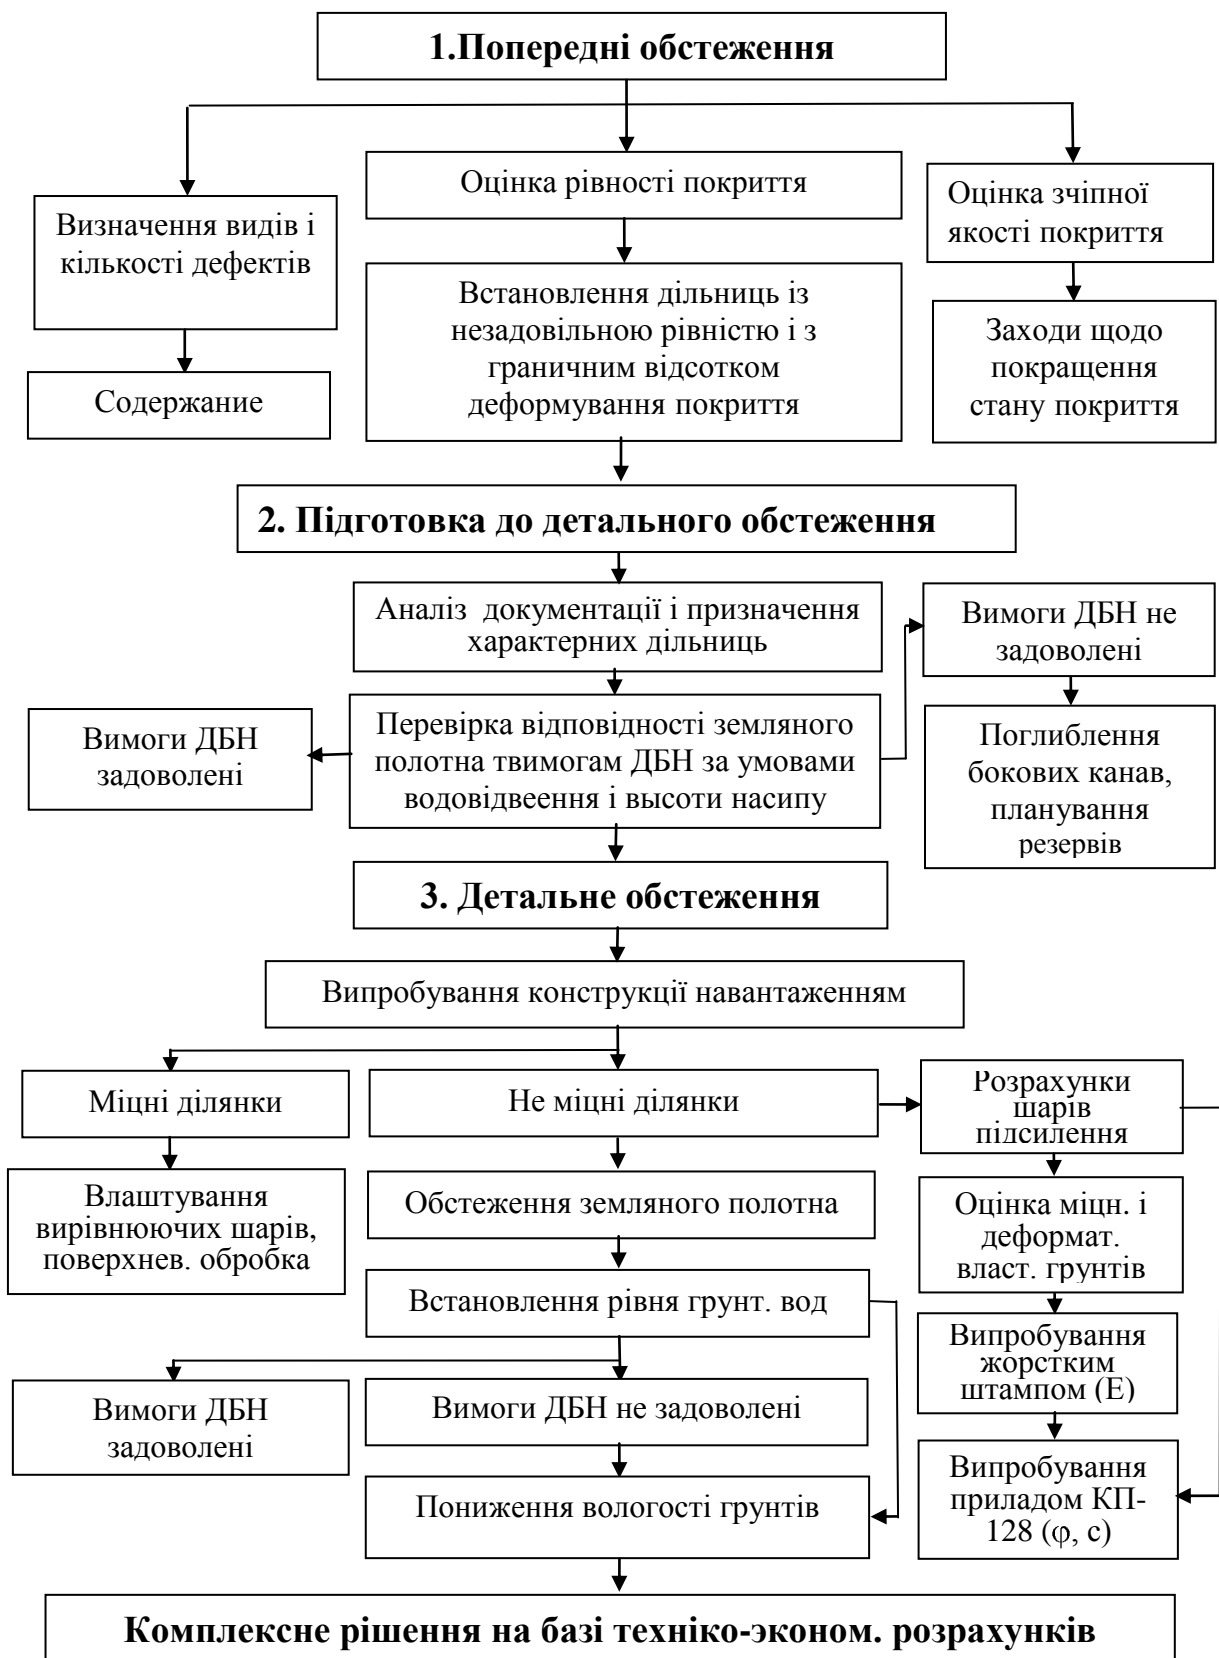 1.Попередні обстеження
Визначення видів і
кількості дефектів
Оцінка рівності покриття
Оцінка зчіпної
якості покриття
Содержание
Встановлення дільниць із
незадовільною рівністю і з
граничним відсотком
деформування покриття
Заходи щодо
покращення
стану покриття
2. Підготовка до детального обстеження
Аналіз документації і призначення
характерних дільниць
Вимоги ДБН не
задоволені
Вимоги ДБН
задоволені
Перевірка відповідності земляного
полотна твимогам ДБН за умовами
водовідвеення і высоти насипу
Поглиблення
бокових канав,
планування
резервів
3. Детальне обстеження
Випробування конструкції навантаженням
Міцні ділянки
Не міцні ділянки
Розрахунки
шарів
підсилення
Влаштування
вирівнюючих шарів,
поверхнев. обробка
Обстеження земляного полотна
Оцінка міцн. і
деформат.
власт. грунтів
Встановлення рівня грунт. вод
Випробування
жорстким
штампом (Е)
Вимоги ДБН
задоволені
Вимоги ДБН не задоволені
Пониження вологості грунтів
Випробування
приладом КП-
128 (φ, с)
Комплексне рішення на базі техніко-эконом. розрахунків